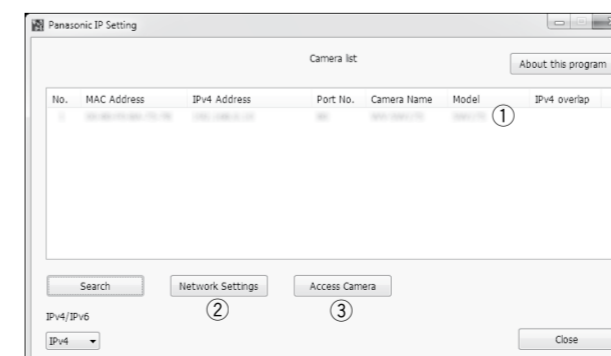 Panasonic IP Setting
Camera list
About this program
No. MAC Address IPv4 Address Port No. Camera Name Model IPv4 overlap
①
Search Network Settings Access Camera
② ③
IPv4/IPv6
IPv4
Close